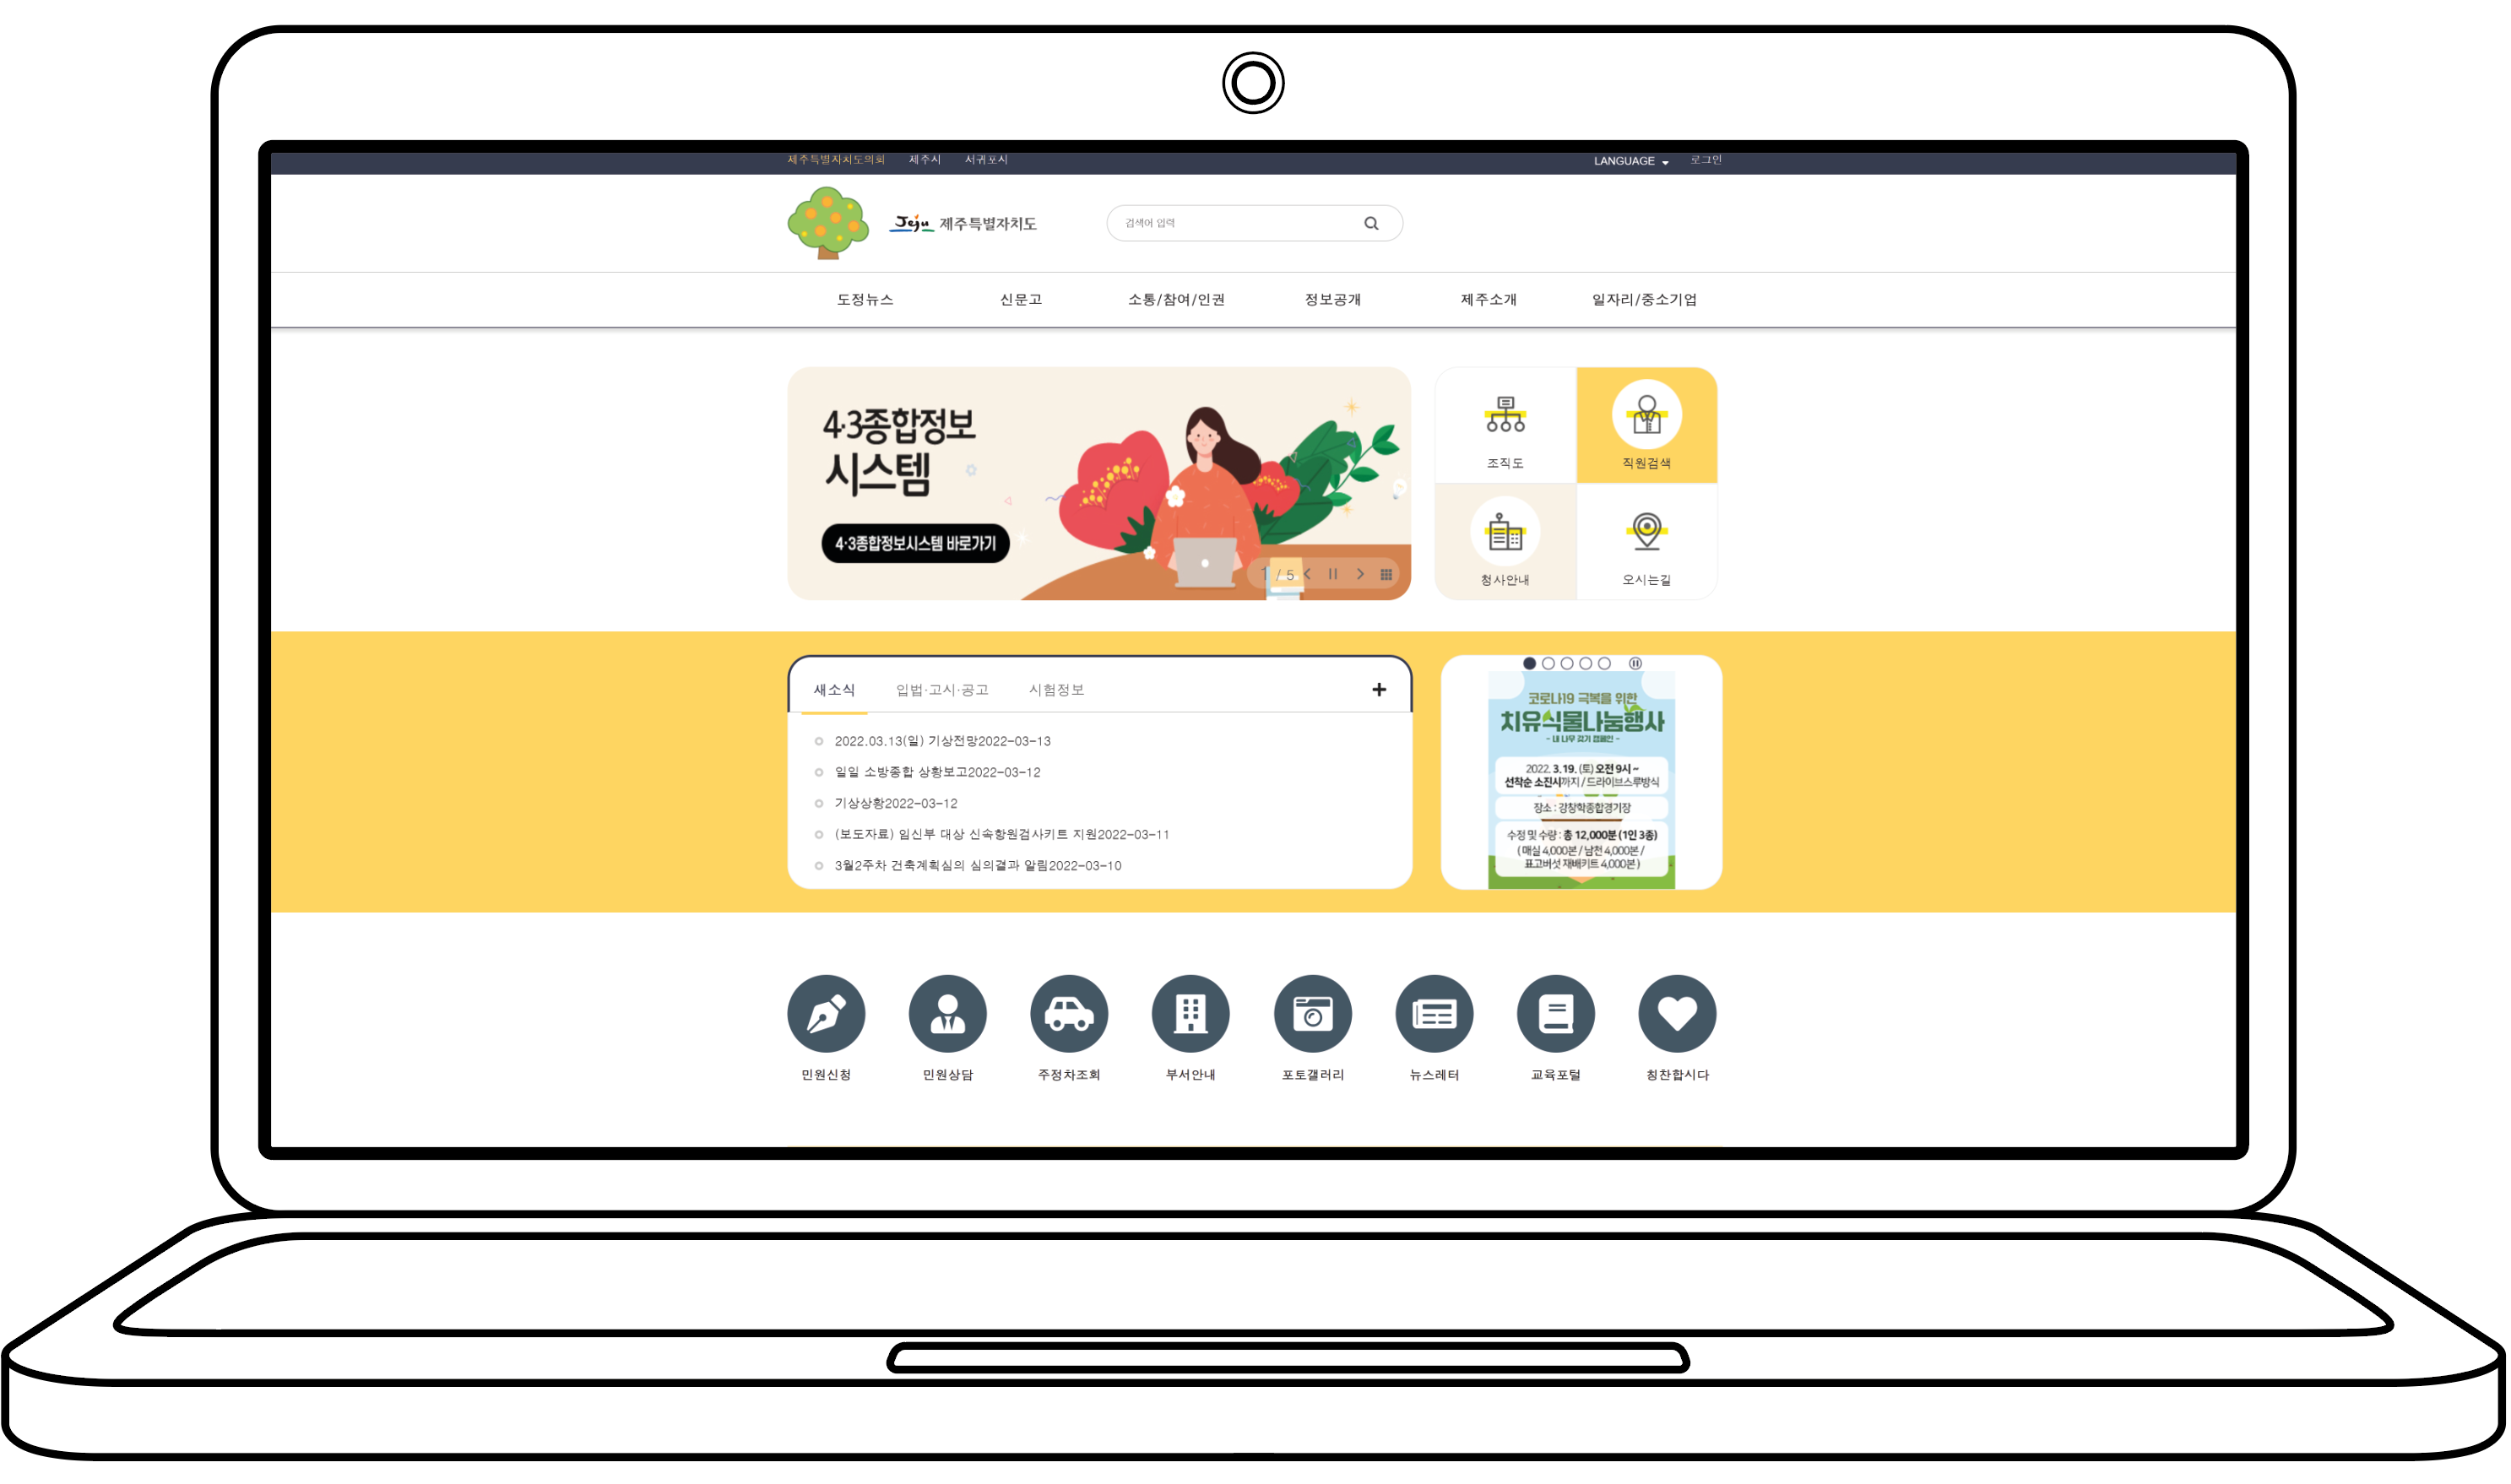 제주특별자치도의회 제주시 서귀포시 LANGUAGE 로그인
Jeju 제주특별자치도
검색어 입력
도정뉴스 신문고 소통/참여/인권 정보공개 제주소개 일자리/중소기업
4·3종합정보
시스템
4·3종합정보시스템 바로가기
1 / 5
조직도 직원검색
청사안내 오시는길
새소식 입법·고시·공고 시험정보
2022.03.13(일) 기상전망2022-03-13
일일 소방종합 상황보고2022-03-12
기상상황2022-03-12
(보도자료) 임신부 대상 신속항원검사키트 지원2022-03-11
3월2주차 건축계획심의 심의결과 알림2022-03-10
코로나19 극복을 위한
치유식물나눔행사
- 내 나무 갖기 캠페인 -
2022. 3.19. (토) 오전 9시 ~
선착순 소진시까지 / 드라이브스루방식
장소 : 강창학종합경기장
수정 및 수량 : 총 12,000분 (1인 3종)
( 매실 4,000본 / 남천 4,000본 /
표고버섯 재배키트 4,000본 )
민원신청 민원상담 주정차조회 부서안내 포토갤러리 뉴스레터 교육포털 칭찬합시다